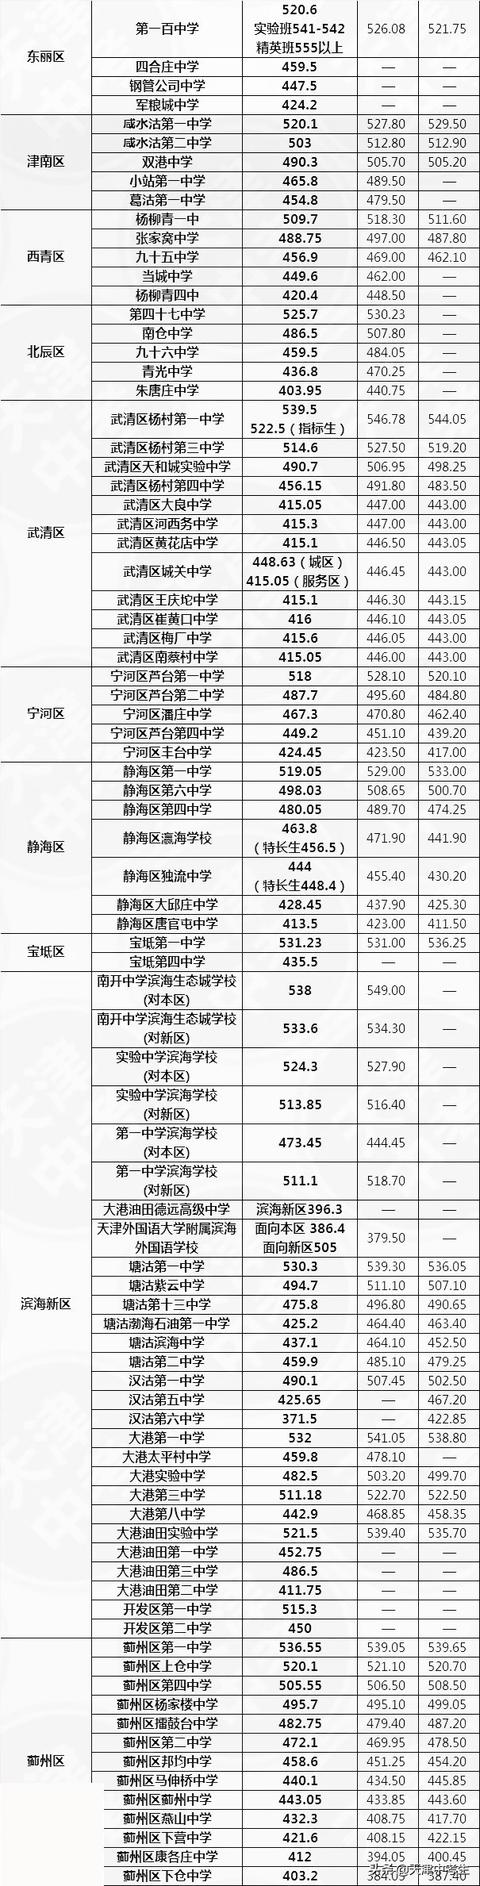 东丽区
第一百中学 520.6 实验班541-542 精英班555以上 526.08 521.75
四合庄中学 459.5 — —
钢管公司中学 447.5 — —
军粮城中学 424.2 — —
津南区
咸水沽第一中学 520.1 527.80 529.50
咸水沽第二中学 503 512.80 512.90
双港中学 490.3 505.70 505.20
小站第一中学 465.8 489.50 —
葛沽第一中学 454.8 479.50 —
西青区
杨柳青一中 509.7 518.30 511.60
张家窝中学 488.75 497.00 487.80
九十五中学 456.9 469.00 462.10
当城中学 449.6 462.00 —
杨柳青四中 420.4 448.50 —
北辰区
第四十七中学 525.7 530.23 —
南仓中学 486.5 507.80 —
九十六中学 459.5 484.05 —
青光中学 436.8 470.25 —
朱唐庄中学 403.95 440.75 —
武清区
武清区杨村第一中学 539.5 522.5（指标生） 546.78 544.05
武清区杨村第三中学 514.6 527.50 519.20
武清区天和城实验中学 490.7 506.95 498.25
武清区杨村第四中学 456.15 491.80 483.50
武清区大良中学 415.05 447.00 443.00
武清区河西务中学 415.3 447.00 443.00
武清区黄花店中学 415.1 446.50 443.05
武清区城关中学 448.63（城区） 415.05（服务区） 446.45 443.00
武清区王庆坨中学 415.1 446.30 443.15
武清区崔黄口中学 416 446.10 443.05
武清区梅厂中学 415.6 446.05 443.00
武清区南蔡村中学 415.05 446.00 443.00
宁河区
宁河区芦台第一中学 518 528.10 520.10
宁河区芦台第二中学 487.7 495.60 484.80
宁河区潘庄中学 467.3 470.80 462.40
宁河区芦台第四中学 449.2 451.10 439.20
宁河区丰台中学 424.45 423.50 417.00
静海区
静海区第一中学 519.05 529.00 533.00
静海区第六中学 498.03 508.65 500.70
静海区第四中学 480.05 489.70 474.25
静海区瀛海学校 463.8 （特长生456.5） 471.90 441.90
静海区独流中学 444 （特长生448.4） 455.40 430.20
静海区大邱庄中学 428.45 437.90 425.30
静海区唐官屯中学 413.5 423.00 411.50
宝坻区
宝坻第一中学 531.23 531.00 536.25
宝坻第四中学 435.5 — —
滨海新区
南开中学滨海生态城学校 (对本区) 538 549.00 —
南开中学滨海生态城学校 (对新区) 533.6 534.30 —
实验中学滨海学校 (对本区) 524.3 527.90 —
实验中学滨海学校 (对新区) 513.85 516.40 —
第一中学滨海学校 (对本区) 473.45 444.45 —
第一中学滨海学校 (对新区) 511.1 518.70 —
大港油田德远高级中学 滨海新区396.3 — —
天津外国语大学附属滨海外国语学校 面向本区 386.4 面向新区505 379.50 —
塘沽第一中学 530.3 539.30 536.05
塘沽紫云中学 494.7 511.10 507.10
塘沽第十三中学 475.8 496.80 490.65
塘沽渤海石油第一中学 425.2 464.40 463.40
塘沽滨海中学 437.1 464.10 452.50
塘沽第二中学 459.9 485.10 479.25
汉沽第一中学 490.1 507.45 502.50
汉沽第五中学 425.65 — 467.20
汉沽第六中学 371.5 — 422.85
大港第一中学 532 541.05 538.80
大港太平村中学 459.8 478.10 —
大港实验中学 482.5 503.20 499.70
大港第三中学 511.18 522.70 522.50
大港第八中学 442.9 468.85 458.35
大港油田实验中学 521.5 539.40 535.70
大港油田第一中学 452.75 — —
大港油田第三中学 486.5 — —
大港油田第二中学 411.75 — —
开发区第一中学 515.3 — —
开发区第二中学 450 — —
蓟州区
蓟州区第一中学 536.55 539.05 539.65
蓟州区上仓中学 520.1 521.10 520.70
蓟州区第四中学 505.55 506.50 508.50
蓟州区杨家楼中学 495.7 495.10 499.05
蓟州区擂鼓台中学 482.75 479.40 487.20
蓟州区第二中学 472.1 469.95 478.50
蓟州区邦均中学 458.6 451.25 454.20
蓟州区马伸桥中学 440.1 434.50 445.85
蓟州区蓟州中学 443.05 433.85 443.60
蓟州区燕山中学 432.3 408.75 417.70
蓟州区下营中学 421.6 408.15 422.15
蓟州区康各庄中学 412 394.05 400.45
蓟州区下仓中学 403.2 384.05 387.40
头条@天津中考生